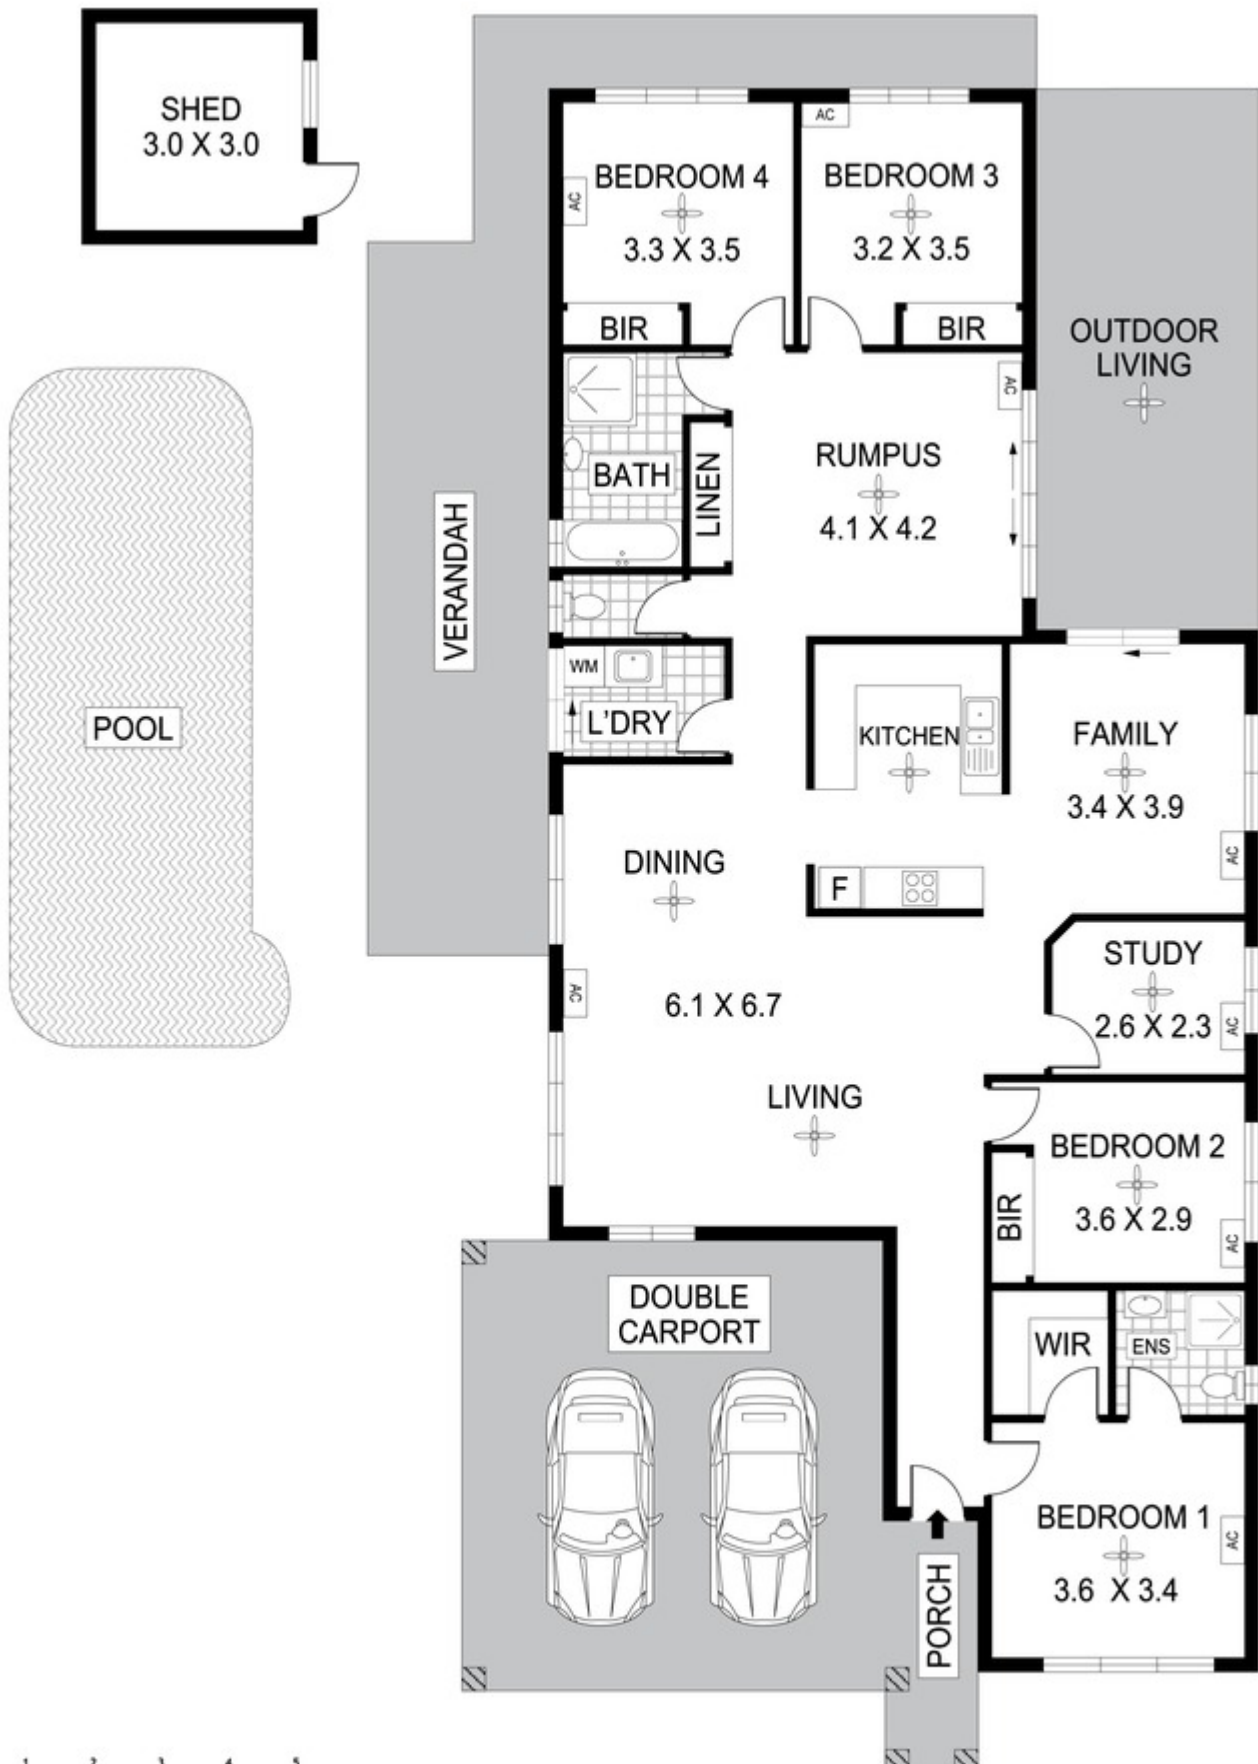 SHED
3.0 X 3.0
AC
BEDROOM 4
AC
3.3 X 3.5
BIR
BEDROOM 3
3.2 X 3.5
BIR
OUTDOOR
LIVING
AC
RUMPUS
4.1 X 4.2
BATH
LINEN
VERANDAH
WM
L'DRY
POOL
KITCHEN
FAMILY
3.4 X 3.9
AC
DINING
F
STUDY
2.6 X 2.3
AC
AC
6.1 X 6.7
LIVING
BEDROOM 2
3.6 X 2.9
BIR
AC
DOUBLE
CARPORT
WIR
ENS
BEDROOM 1
3.6 X 3.4
AC
PORCH